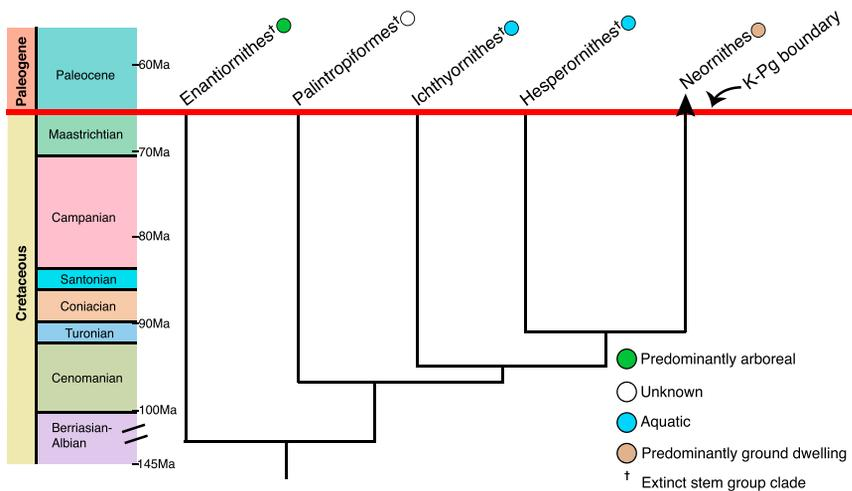 Paleogene
Cretaceous
Paleocene
Maastrichtian
Campanian
Santonian
Coniacian
Turonian
Cenomanian
Berriasian-
Albian
60Ma
70Ma
80Ma
90Ma
100Ma
145Ma
Enantiornithes†
Palintropiformes†
Ichthyornithes†
Hesperornithes†
Neornithes
K-Pg boundary
Predominantly arboreal
Unknown
Aquatic
Predominantly ground dwelling
† Extinct stem group clade